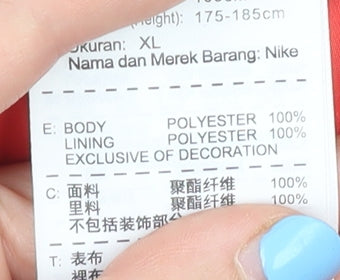 (Height): 175-185cm
Ukuran: XL
Nama dan Merek Barang: Nike
E: BODY POLYESTER 100%
LINING POLYESTER 100%
EXCLUSIVE OF DECORATION
C: 面料 聚酯纤维 100%
里料 聚酯纤维 100%
不包括装饰部分
T: 表布
裡布